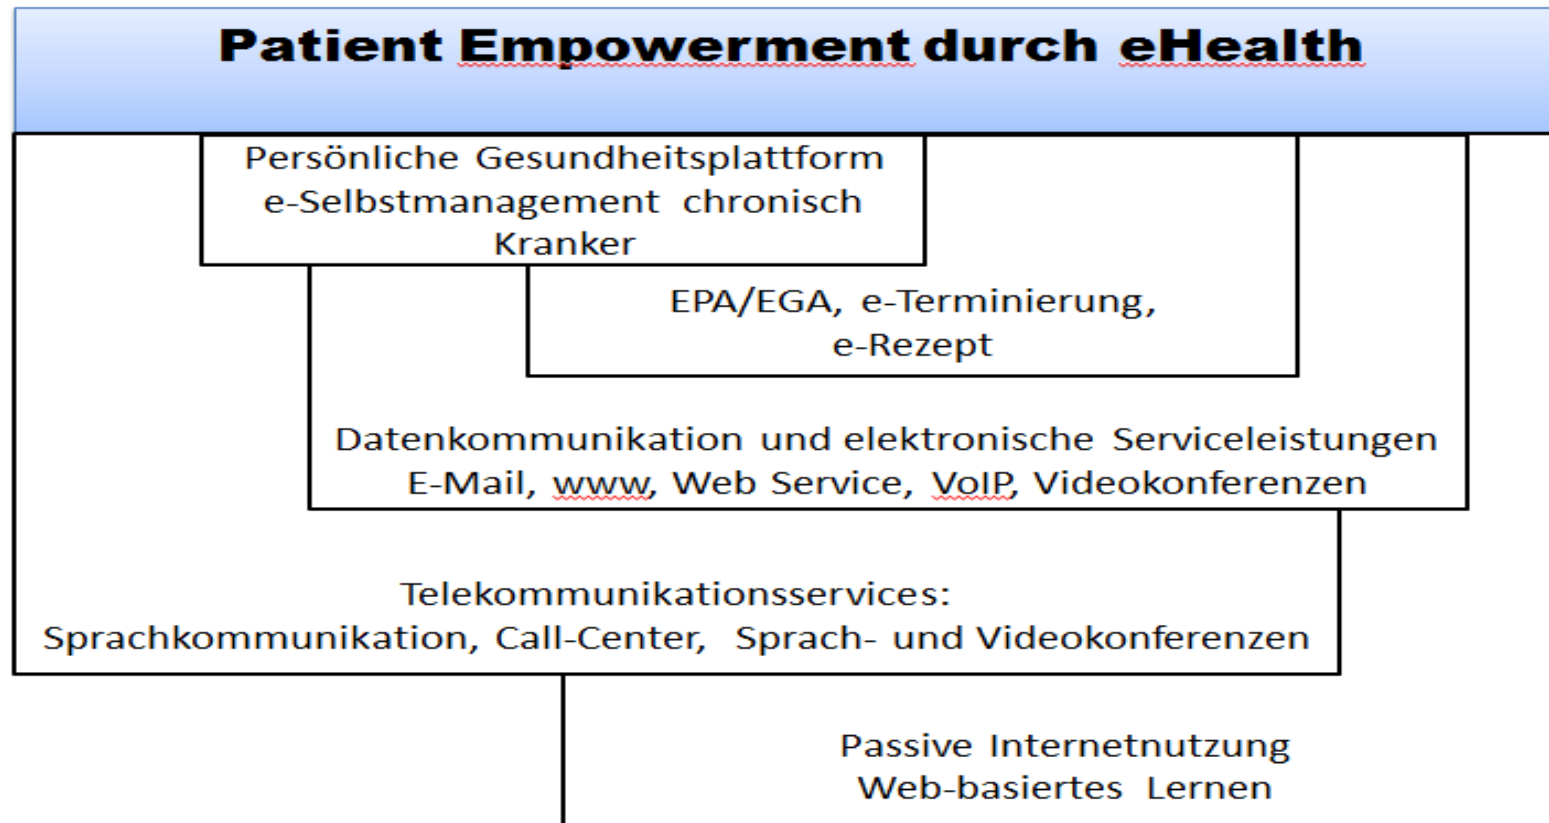 Patient Empowerment durch eHealth
Persönliche Gesundheitsplattform
e-Selbstmanagement chronisch
Kranker
EPA/EGA, e-Terminierung,
e-Rezept
Datenkommunikation und elektronische Serviceleistungen
E-Mail, www, Web Service, VoIP, Videokonferenzen
Telekommunikationsservices:
Sprachkommunikation, Call-Center, Sprach- und Videokonferenzen
Passive Internetnutzung
Web-basiertes Lernen